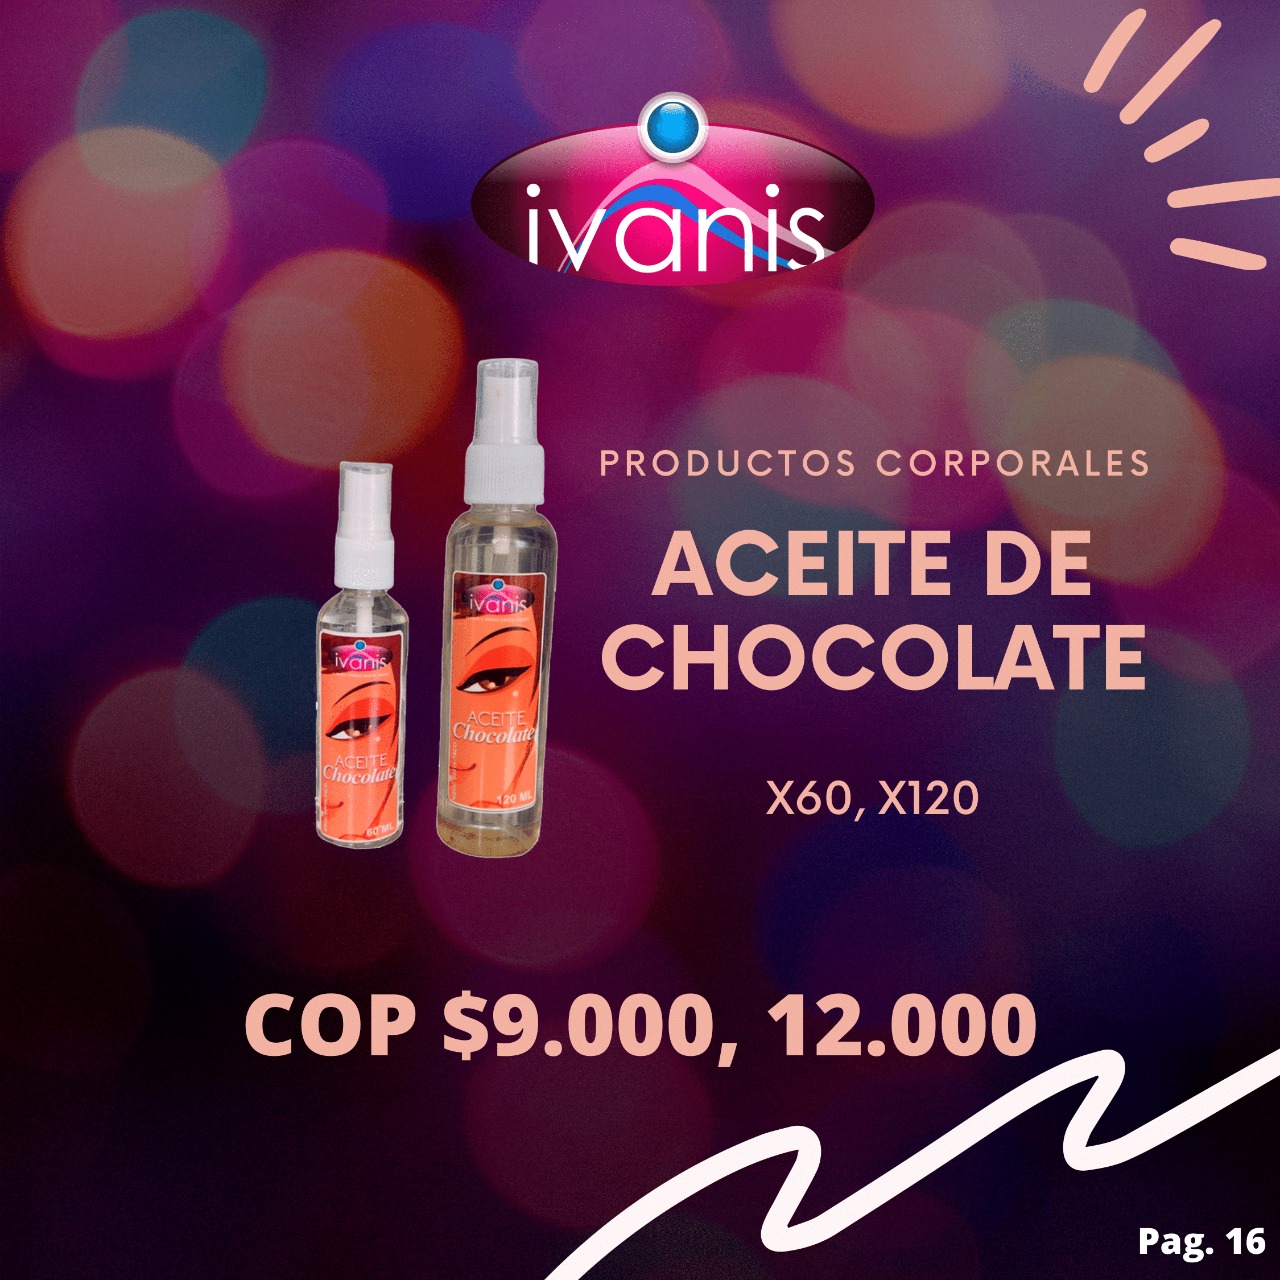 ivanis
PRODUCTOS CORPORALES
ACEITE DE
CHOCOLATE
X60, X120
ivanis
ACEITE
Chocolate
60 ML
ivanis
ACEITE
Chocolate
120 ML
COP $9.000, 12.000
Pag. 16